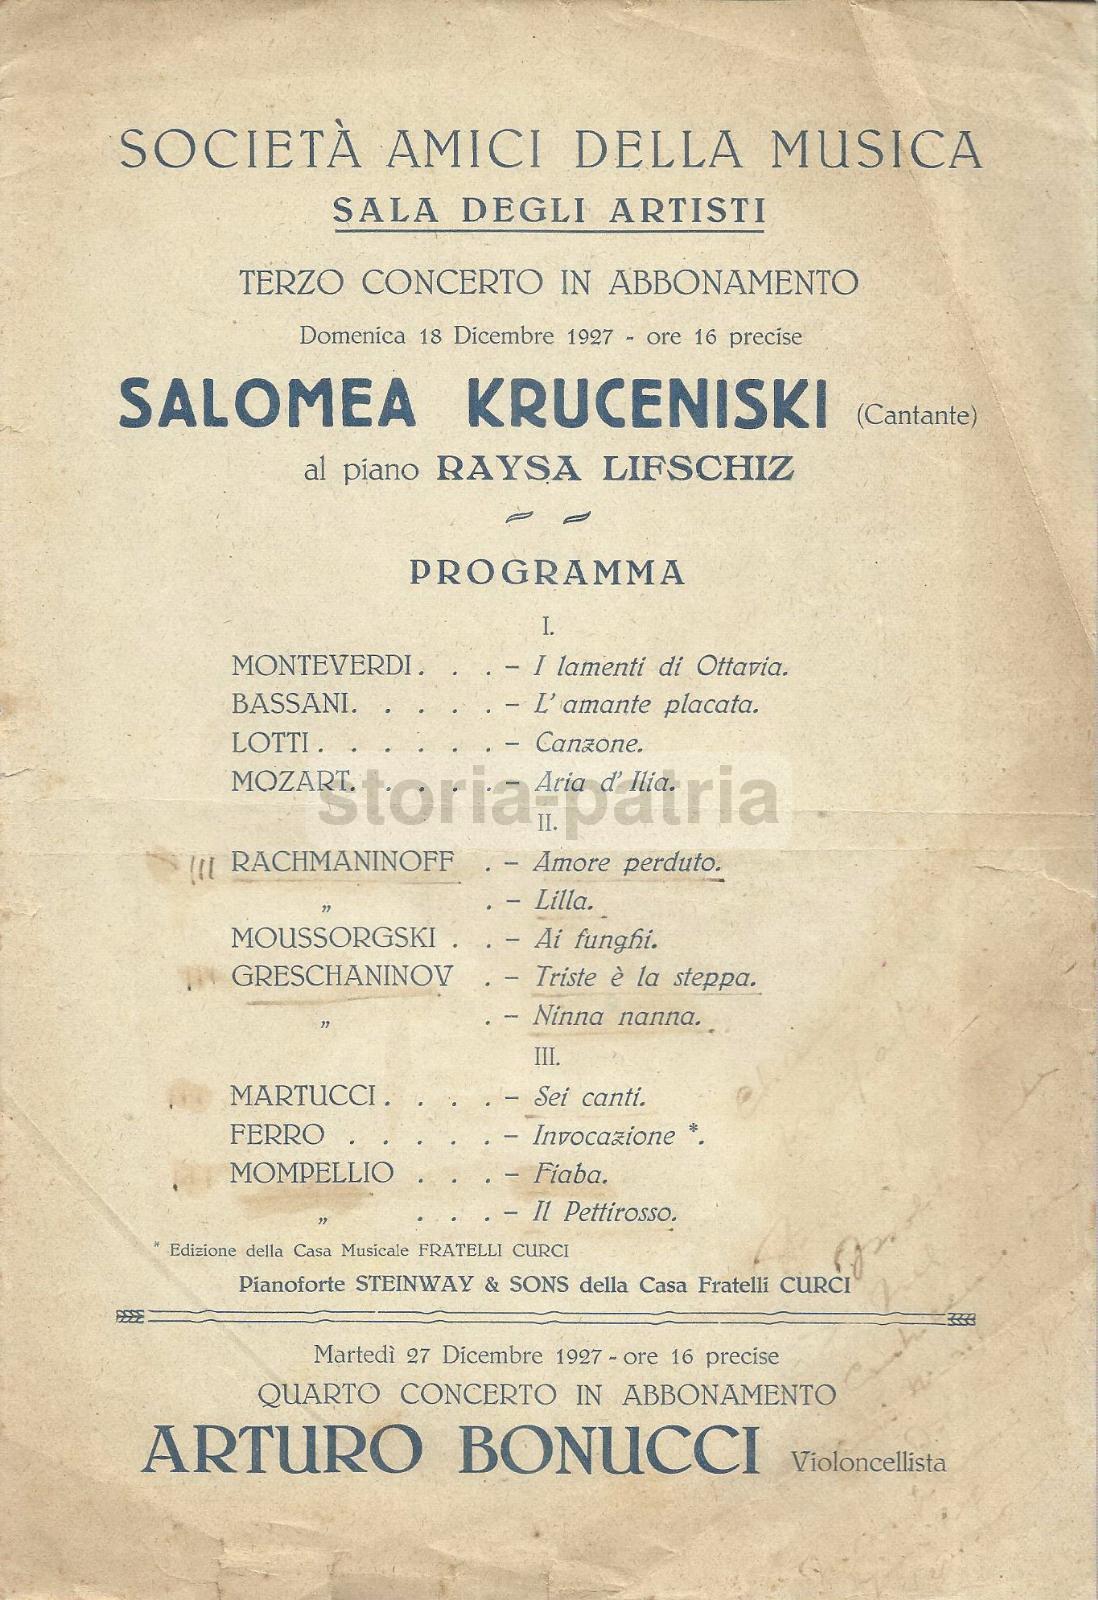 SOCIETÀ AMICI DELLA MUSICA
SALA DEGLI ARTISTI
TERZO CONCERTO IN ABBONAMENTO
Domenica 18 Dicembre 1927 - ore 16 precise
SALOMEA KRUCENISKI (Cantante)
al piano RAYSA LIFSCHIZ
PROGRAMMA
I.
MONTEVERDI. . . . - I lamenti di Ottavia.
BASSANI. . . . . - L' amante placata.
LOTTI . . . . . . - Canzone.
MOZART. . . . . - Aria d' Ilia.
storia-patria
II.
RACHMANINOFF . - Amore perduto.
„ . - Lilla.
MOUSSORGSKI . . - Ai funghi.
GRESCHANINOV . - Triste è la steppa.
„ . - Ninna nanna.
III.
MARTUCCI . . . . - Sei canti.
FERRO . . . . . - Invocazione *.
MOMPELLIO . . . - Fiaba.
„ . . . - Il Pettirosso.
* Edizione della Casa Musicale FRATELLI CURCI
Pianoforte STEINWAY & SONS della Casa Fratelli CURCI
Martedì 27 Dicembre 1927 - ore 16 precise
QUARTO CONCERTO IN ABBONAMENTO
ARTURO BONUCCI Violoncellista